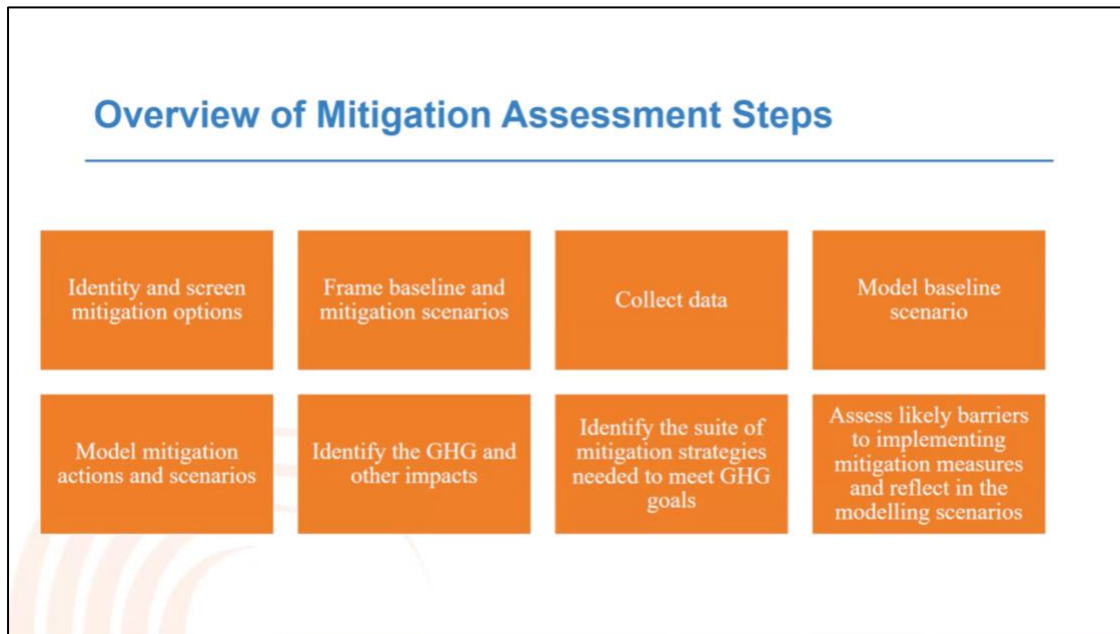 Overview of Mitigation Assessment Steps
Identity and screen
mitigation options
Frame baseline and
mitigation scenarios
Collect data
Model baseline
scenario
Model mitigation
actions and scenarios
Identify the GHG and
other impacts
Identify the suite of
mitigation strategies
needed to meet GHG
goals
Assess likely barriers
to implementing
mitigation measures
and reflect in the
modelling scenarios